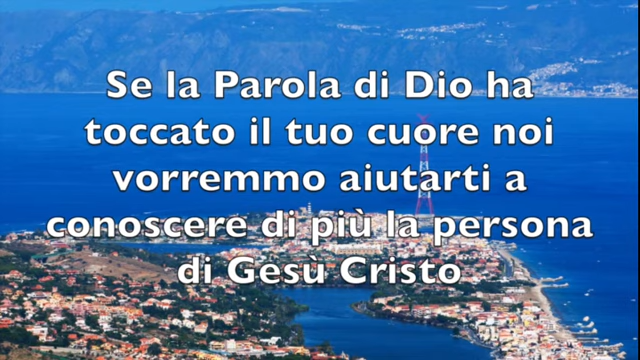 Se la Parola di Dio ha
toccato il tuo cuore noi
vorremmo aiutarti a
conoscere di più la persona
di Gesù Cristo